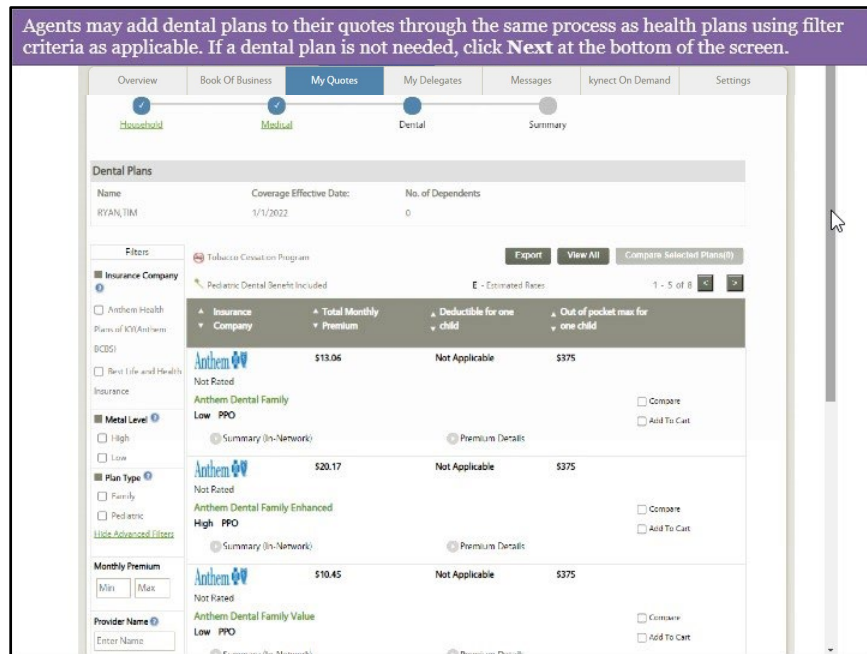 Agents may add dental plans to their quotes through the same process as health plans using filter
criteria as applicable. If a dental plan is not needed, click Next at the bottom of the screen.
Overview Book Of Business My Quotes My Delegates Messages kynect On Demand Settings
Household Medical Dental Summary
Dental Plans
Name Coverage Effective Date: No. of Dependents
RYAN,TIM 1/1/2022 0
Filters
Insurance Company
Anthem Health
Plans of KY(Anthem
BCBS)
Best Life and Health
Insurance
Metal Level
High
Low
Plan Type
Family
Pediatric
Hide Advanced Filters
Monthly Premium
Min Max
Provider Name
Enter Name
Tobacco Cessation Program Export View All Compare Selected Plans(0)
Pediatric Dental Benefit Included E - Estimated Rates 1 - 5 of 8 < >
Insurance Total Monthly Deductible for one Out of pocket max for
Company Premium child one child
Anthem $13.06 Not Applicable $375
Not Rated
Anthem Dental Family Compare
Low PPO Add To Cart
Summary (In-Network) Premium Details
Anthem $20.17 Not Applicable $375
Not Rated
Anthem Dental Family Enhanced Compare
High PPO Add To Cart
Summary (In-Network) Premium Details
Anthem $10.45 Not Applicable $375
Not Rated
Anthem Dental Family Value Compare
Low PPO Add To Cart
Summary (In-Network) Premium Details